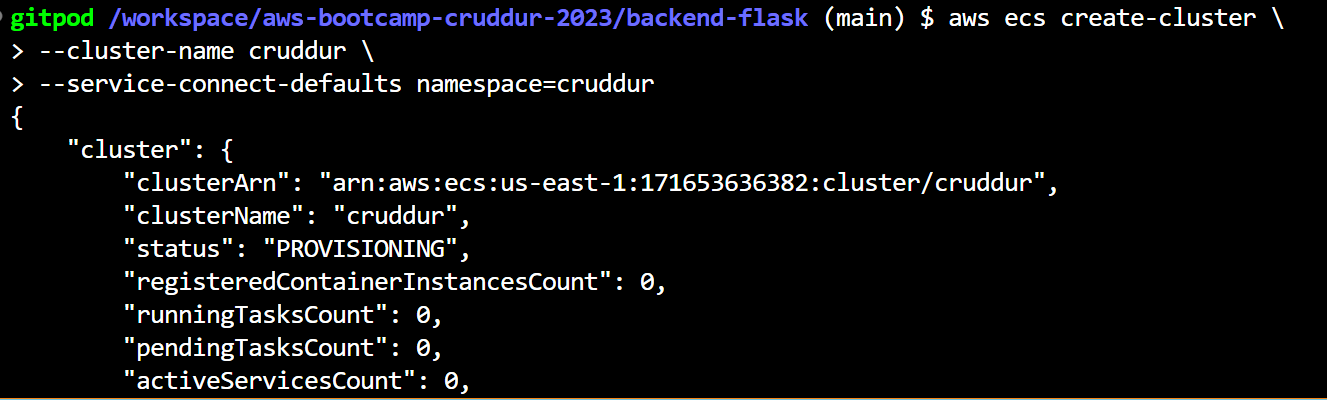 gitpod /workspace/aws-bootcamp-cruddur-2023/backend-flask (main) $ aws ecs create-cluster \
> --cluster-name cruddur \
> --service-connect-defaults namespace=cruddur
{
    "cluster": {
        "clusterArn": "arn:aws:ecs:us-east-1:171653636382:cluster/cruddur",
        "clusterName": "cruddur",
        "status": "PROVISIONING",
        "registeredContainerInstancesCount": 0,
        "runningTasksCount": 0,
        "pendingTasksCount": 0,
        "activeServicesCount": 0,